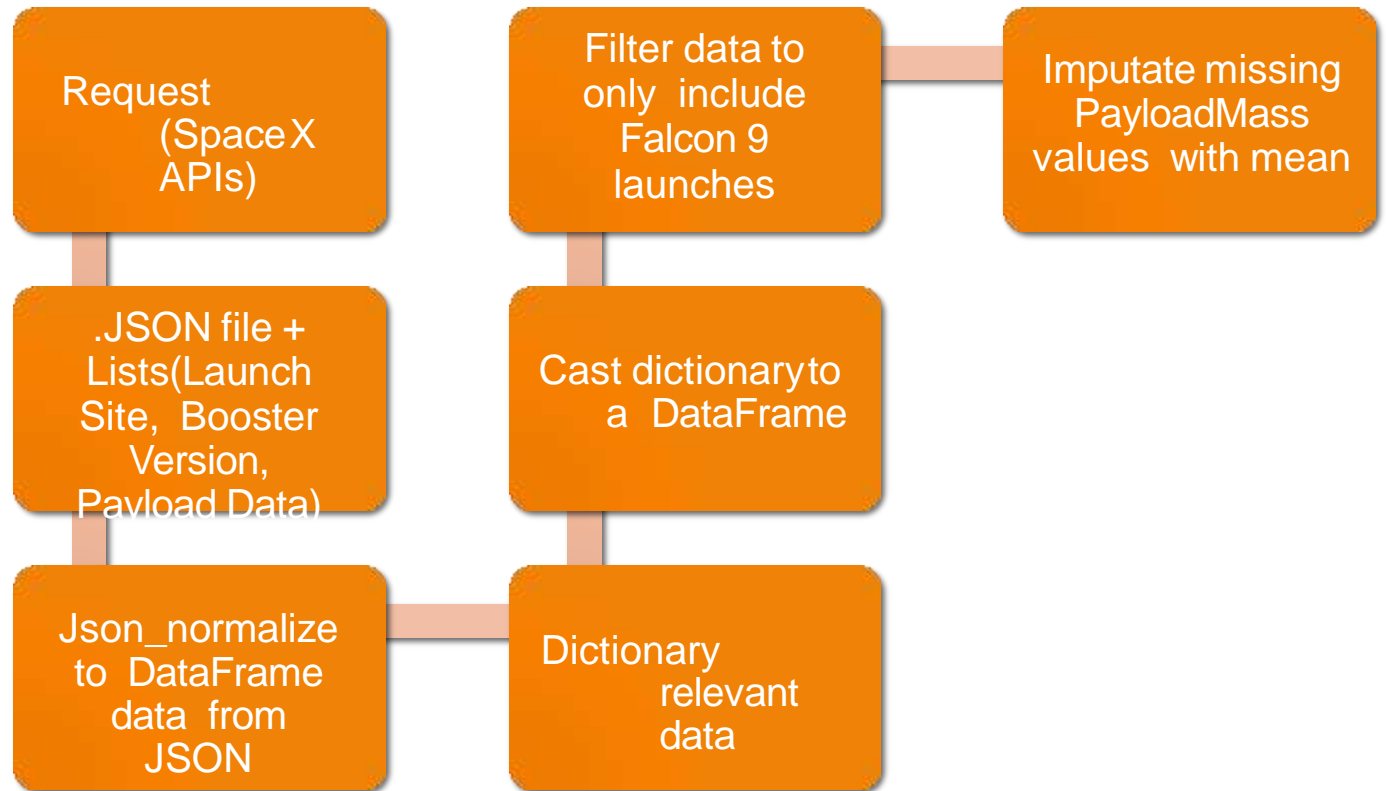 Request
(SpaceX
APIs)
.JSON file +
Lists(Launch
Site, Booster
Version,
Payload Data)
Json_normalize
to DataFrame
data from
JSON
Dictionary
relevant
data
Cast dictionary to
a DataFrame
Filter data to
only include
Falcon 9
launches
Imputate missing
PayloadMass
values with mean